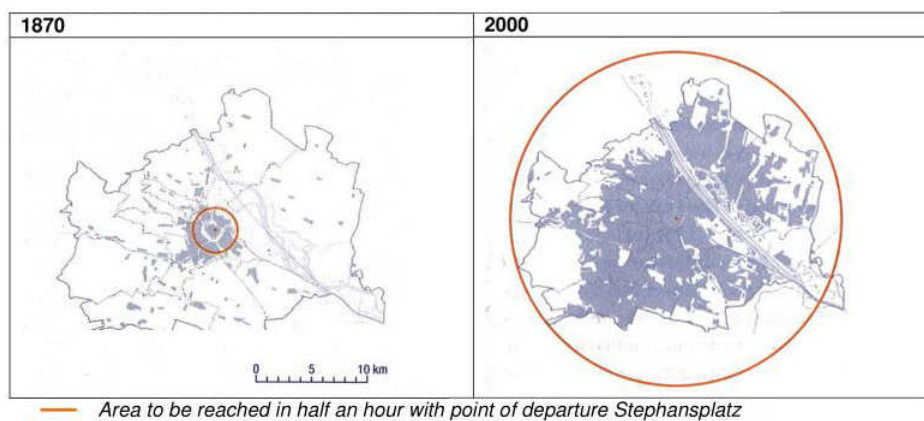 1870
2000
0 5 10 km
Area to be reached in half an hour with point of departure Stephansplatz